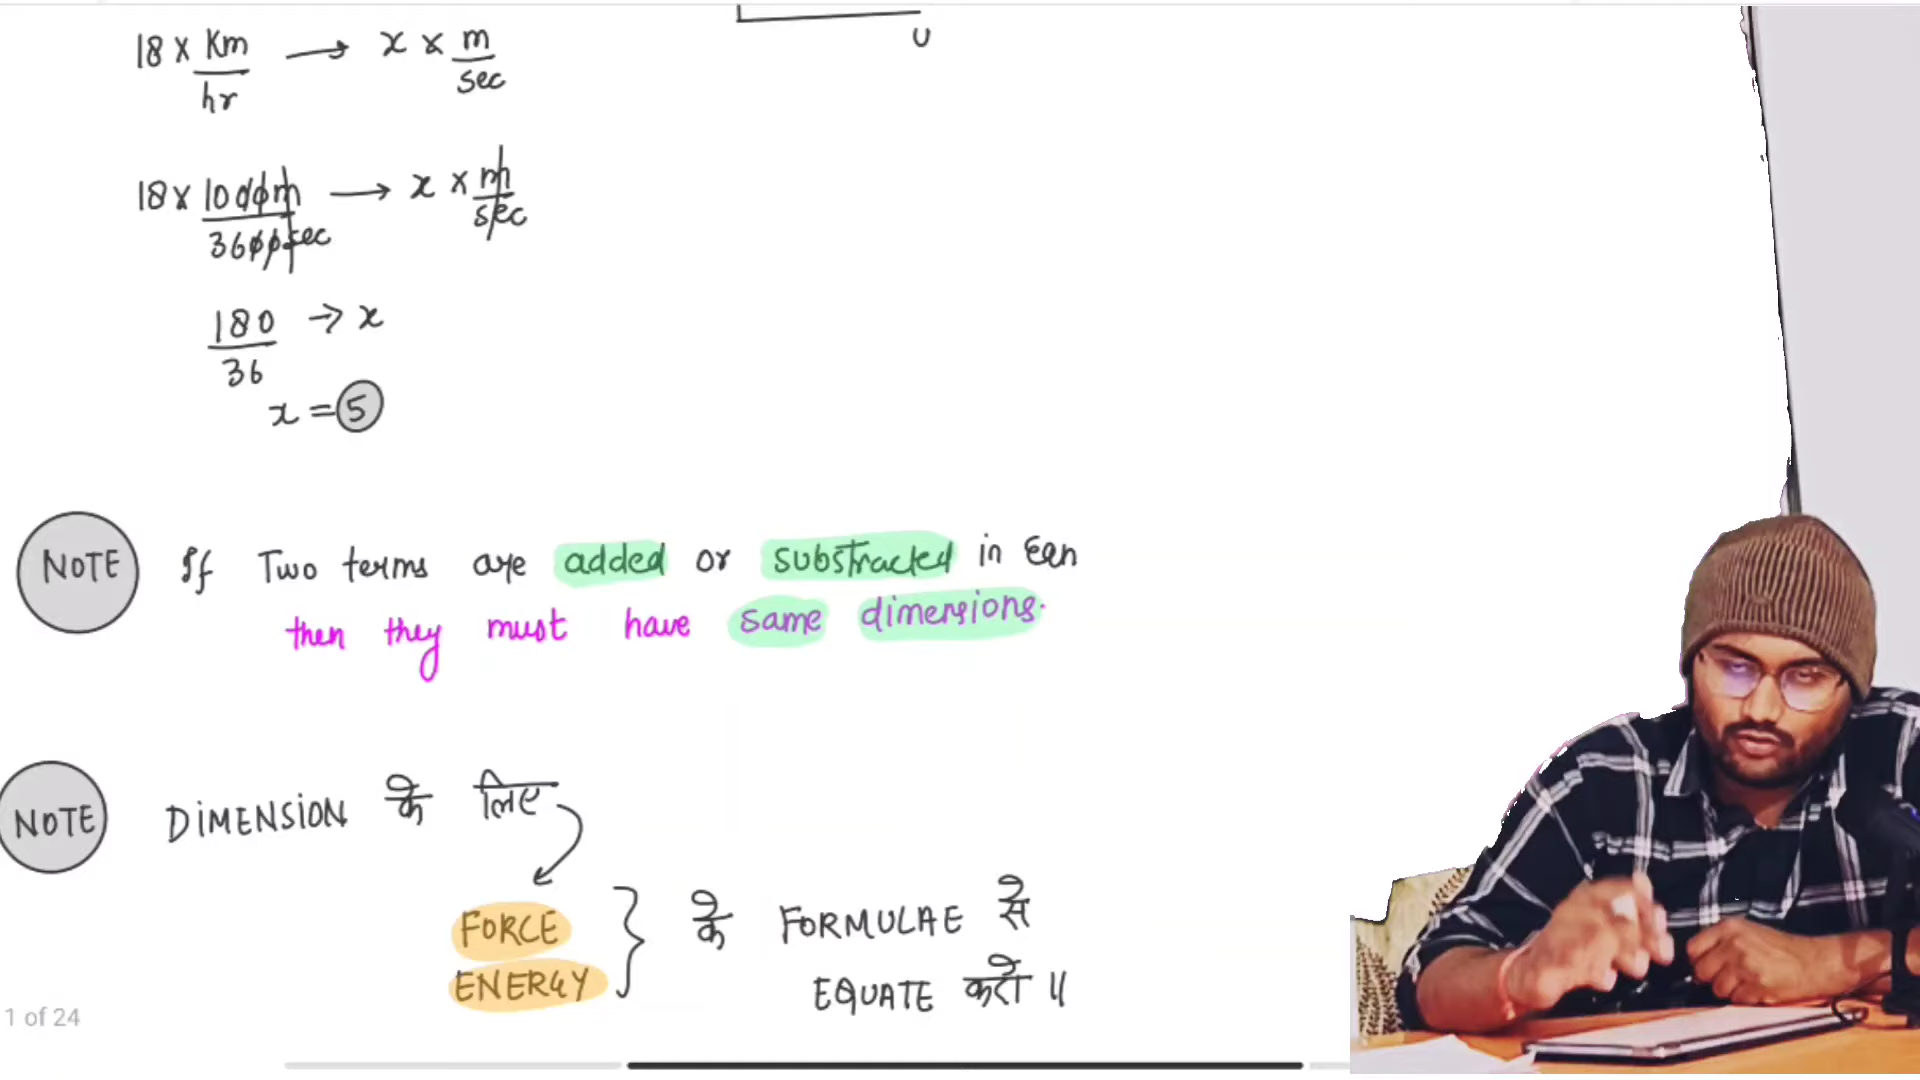 U
18 × Km/hr → x × m/sec
18 × 1000m/3600sec → x × m/sec
180/36 → x
x = 5
NOTE If Two terms are added or substracted in Eqn
then they must have same dimensions.
NOTE DIMENSION के लिए
FORCE
ENERGY
के FORMULAE से
EQUATE करो ॥
1 of 24